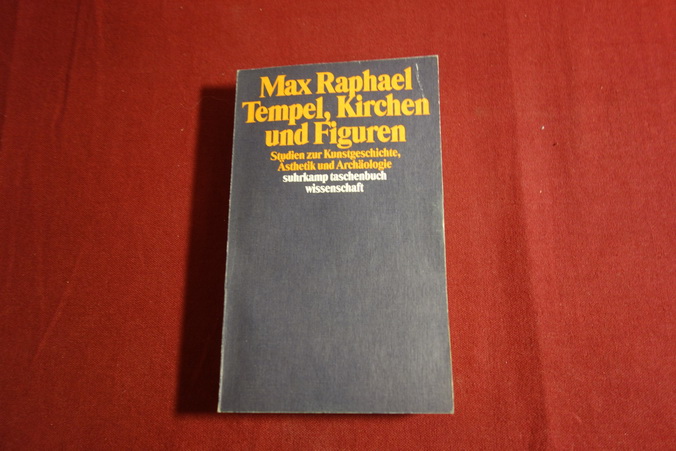 Max Raphael
Tempel, Kirchen
und Figuren
Studien zur Kunstgeschichte,
Ästhetik und Archäologie
suhrkamp taschenbuch
wissenschaft